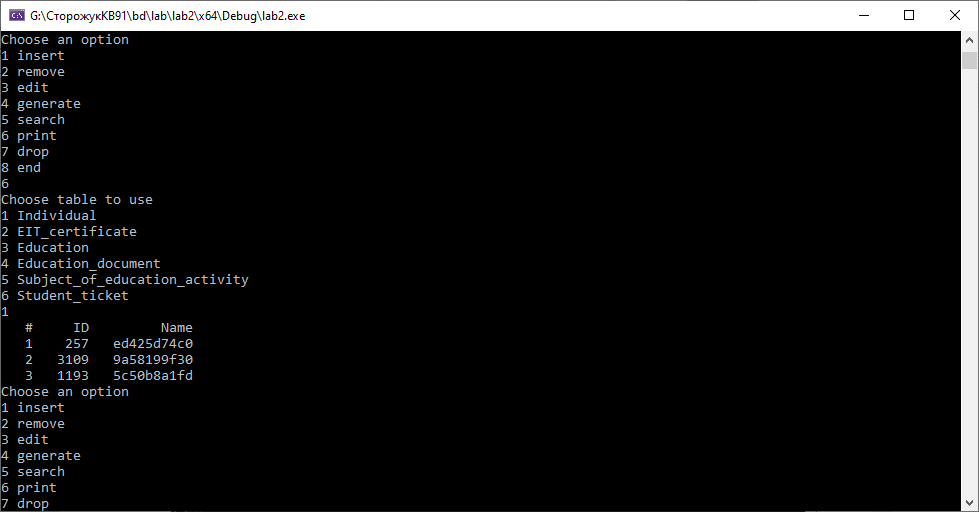 G:\СторожукКВ91\bd\lab\lab2\x64\Debug\lab2.exe
Choose an option
1 insert
2 remove
3 edit
4 generate
5 search
6 print
7 drop
8 end
6
Choose table to use
1 Individual
2 EIT_certificate
3 Education
4 Education_document
5 Subject_of_education_activity
6 Student_ticket
1
# ID Name
1 257 ed425d74c0
2 3109 9a58199f30
3 1193 5c50b8a1fd
Choose an option
1 insert
2 remove
3 edit
4 generate
5 search
6 print
7 drop